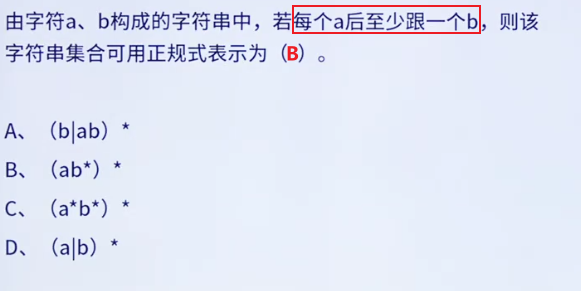 由字符a、b构成的字符串中，若每个a后至少跟一个b，则该
字符串集合可用正规式表示为（B）。
A、（b|ab）*
B、（ab*）*
C、（a*b*）*
D、（a|b）*